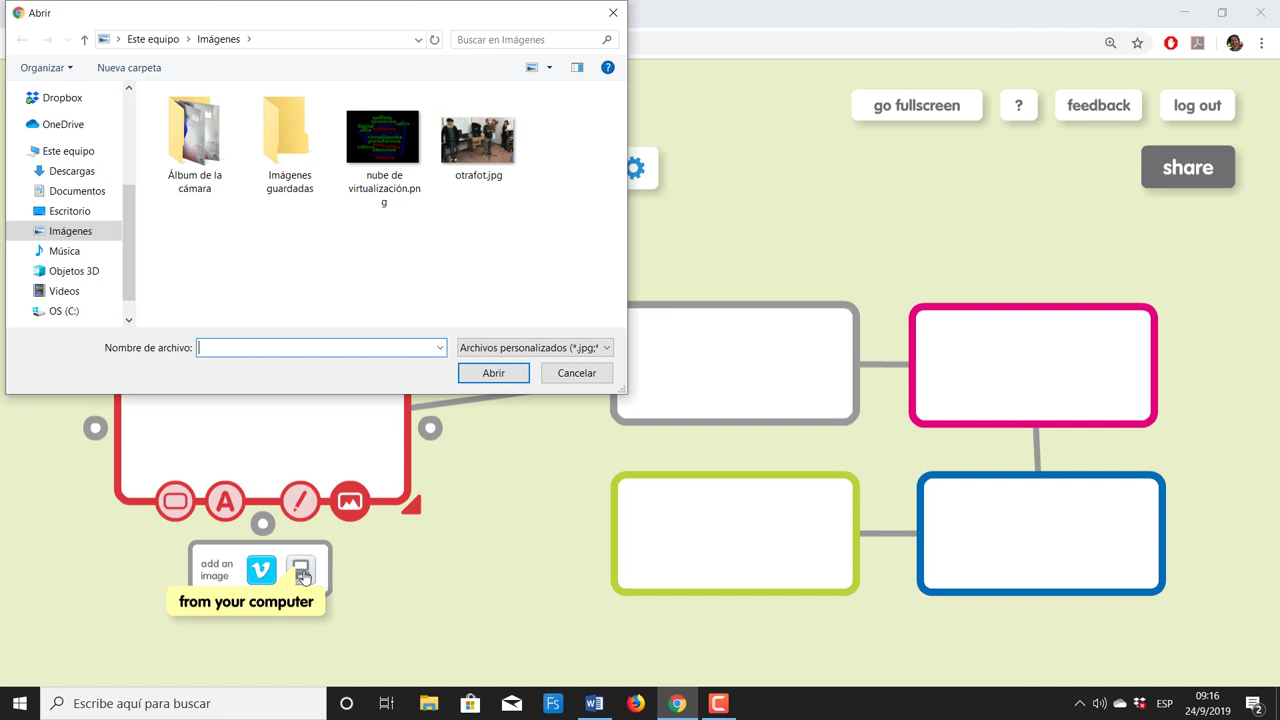 Abrir
Este equipo
Imágenes
Buscar en Imágenes
Organizar
Nueva carpeta
?
Dropbox
OneDrive
Este equipo
Descargas
Documentos
Escritorio
Imágenes
Música
Objetos 3D
Vídeos
OS (C:)
Álbum de la
cámara
Imágenes
guardadas
nube de
virtualización.pn
g
otrafot.jpg
Nombre de archivo:
Archivos personalizados (*.jpg;*
Abrir
Cancelar
go fullscreen
?
feedback
log out
share
A
add an
image
from your computer
Escribe aquí para buscar
Fs
ESP
09:16
24/9/2019
2